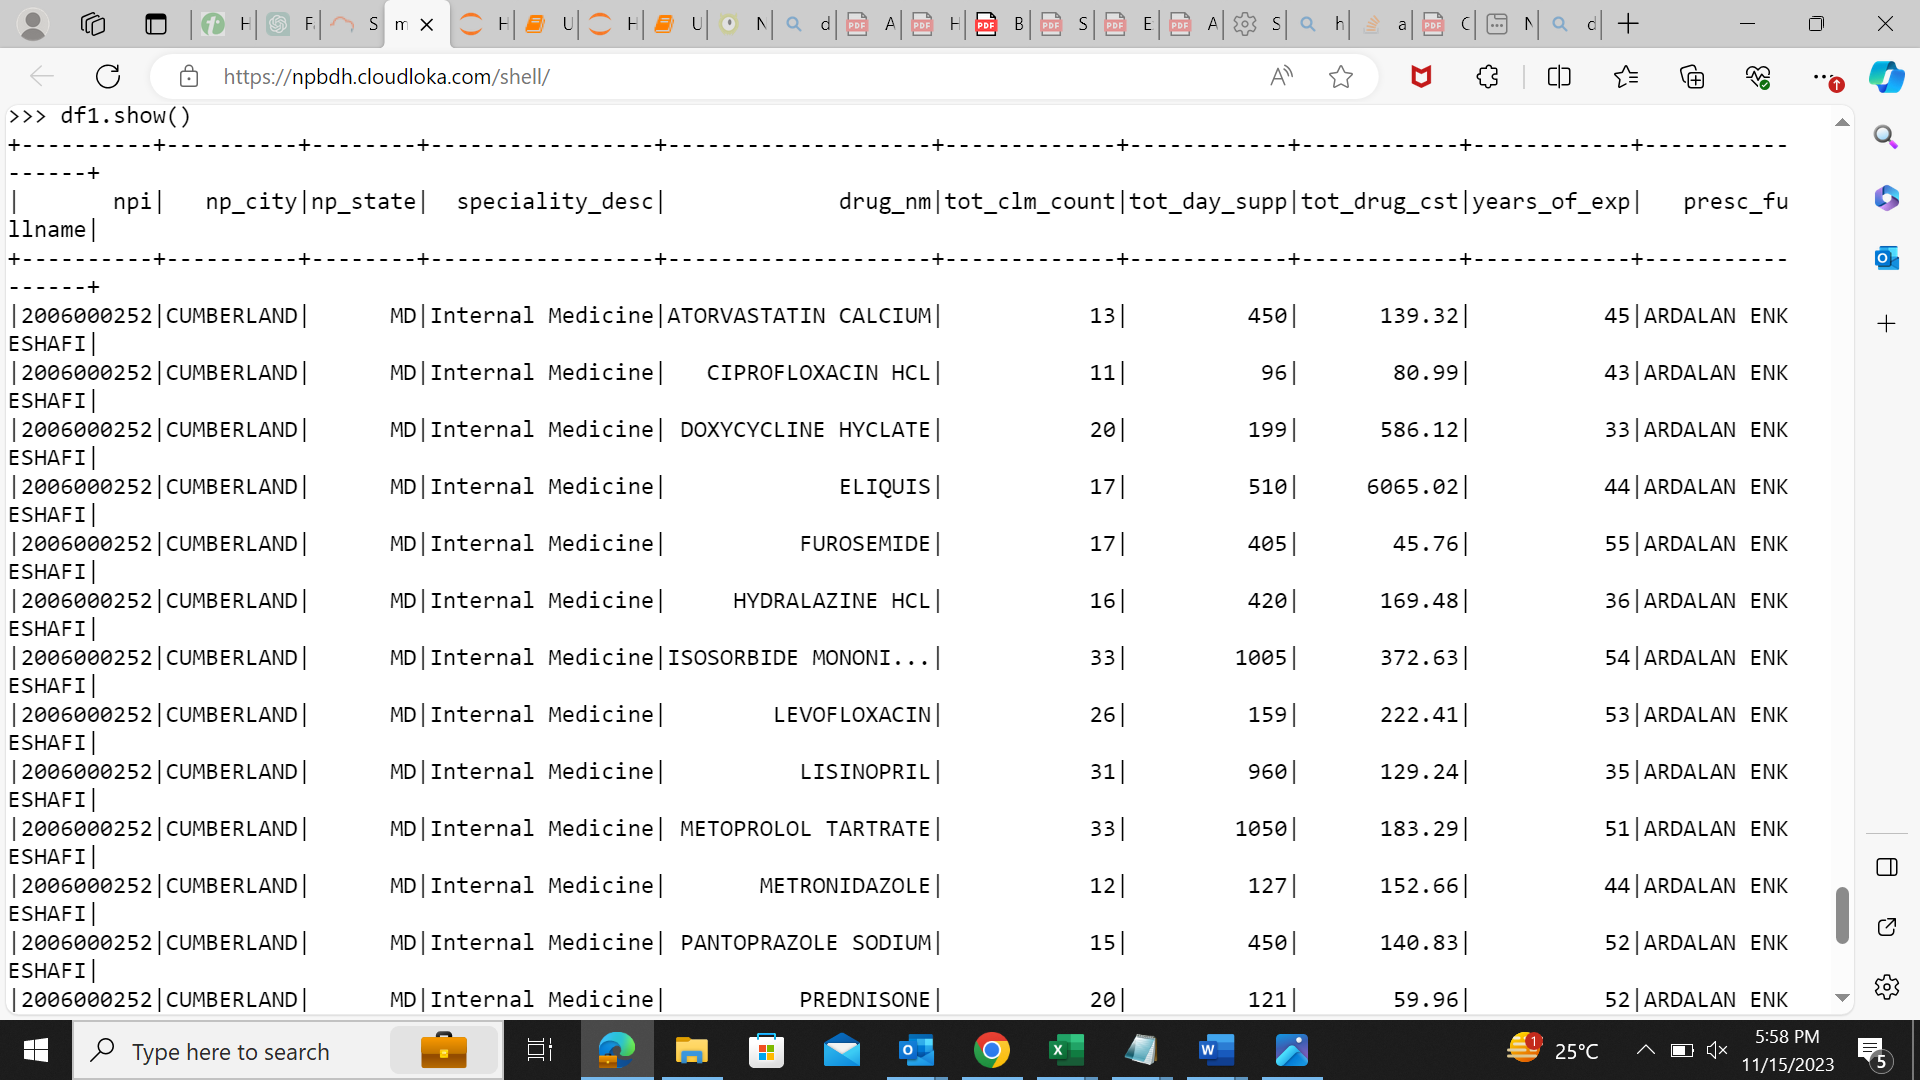 H
F
S
m
H
U
H
U
N
d
A
H
B
S
E
A
S
h
a
C
N
d
https://npbdh.cloudloka.com/shell/
>>> df1.show()
+----------+----------+--------+-----------------+--------------------+-------------+------------+------------+------------+-----------
------+
|       npi|   np_city|np_state|  speciality_desc|             drug_nm|tot_clm_count|tot_day_supp|tot_drug_cst|years_of_exp|   presc_fu
llname|
+----------+----------+--------+-----------------+--------------------+-------------+------------+------------+------------+-----------
------+
|2006000252|CUMBERLAND|      MD|Internal Medicine|ATORVASTATIN CALCIUM|           13|         450|      139.32|          45|ARDALAN ENK
ESHAFI|
|2006000252|CUMBERLAND|      MD|Internal Medicine|   CIPROFLOXACIN HCL|           11|          96|       80.99|          43|ARDALAN ENK
ESHAFI|
|2006000252|CUMBERLAND|      MD|Internal Medicine| DOXYCYCLINE HYCLATE|           20|         199|      586.12|          33|ARDALAN ENK
ESHAFI|
|2006000252|CUMBERLAND|      MD|Internal Medicine|             ELIQUIS|           17|         510|     6065.02|          44|ARDALAN ENK
ESHAFI|
|2006000252|CUMBERLAND|      MD|Internal Medicine|          FUROSEMIDE|           17|         405|       45.76|          55|ARDALAN ENK
ESHAFI|
|2006000252|CUMBERLAND|      MD|Internal Medicine|     HYDRALAZINE HCL|           16|         420|      169.48|          36|ARDALAN ENK
ESHAFI|
|2006000252|CUMBERLAND|      MD|Internal Medicine|ISOSORBIDE MONONI...|           33|        1005|      372.63|          54|ARDALAN ENK
ESHAFI|
|2006000252|CUMBERLAND|      MD|Internal Medicine|        LEVOFLOXACIN|           26|         159|      222.41|          53|ARDALAN ENK
ESHAFI|
|2006000252|CUMBERLAND|      MD|Internal Medicine|          LISINOPRIL|           31|         960|      129.24|          35|ARDALAN ENK
ESHAFI|
|2006000252|CUMBERLAND|      MD|Internal Medicine| METOPROLOL TARTRATE|           33|        1050|      183.29|          51|ARDALAN ENK
ESHAFI|
|2006000252|CUMBERLAND|      MD|Internal Medicine|       METRONIDAZOLE|           12|         127|      152.66|          44|ARDALAN ENK
ESHAFI|
|2006000252|CUMBERLAND|      MD|Internal Medicine| PANTOPRAZOLE SODIUM|           15|         450|      140.83|          52|ARDALAN ENK
ESHAFI|
|2006000252|CUMBERLAND|      MD|Internal Medicine|          PREDNISONE|           20|         121|       59.96|          52|ARDALAN ENK
Type here to search
1
25°C
5:58 PM
11/15/2023
5